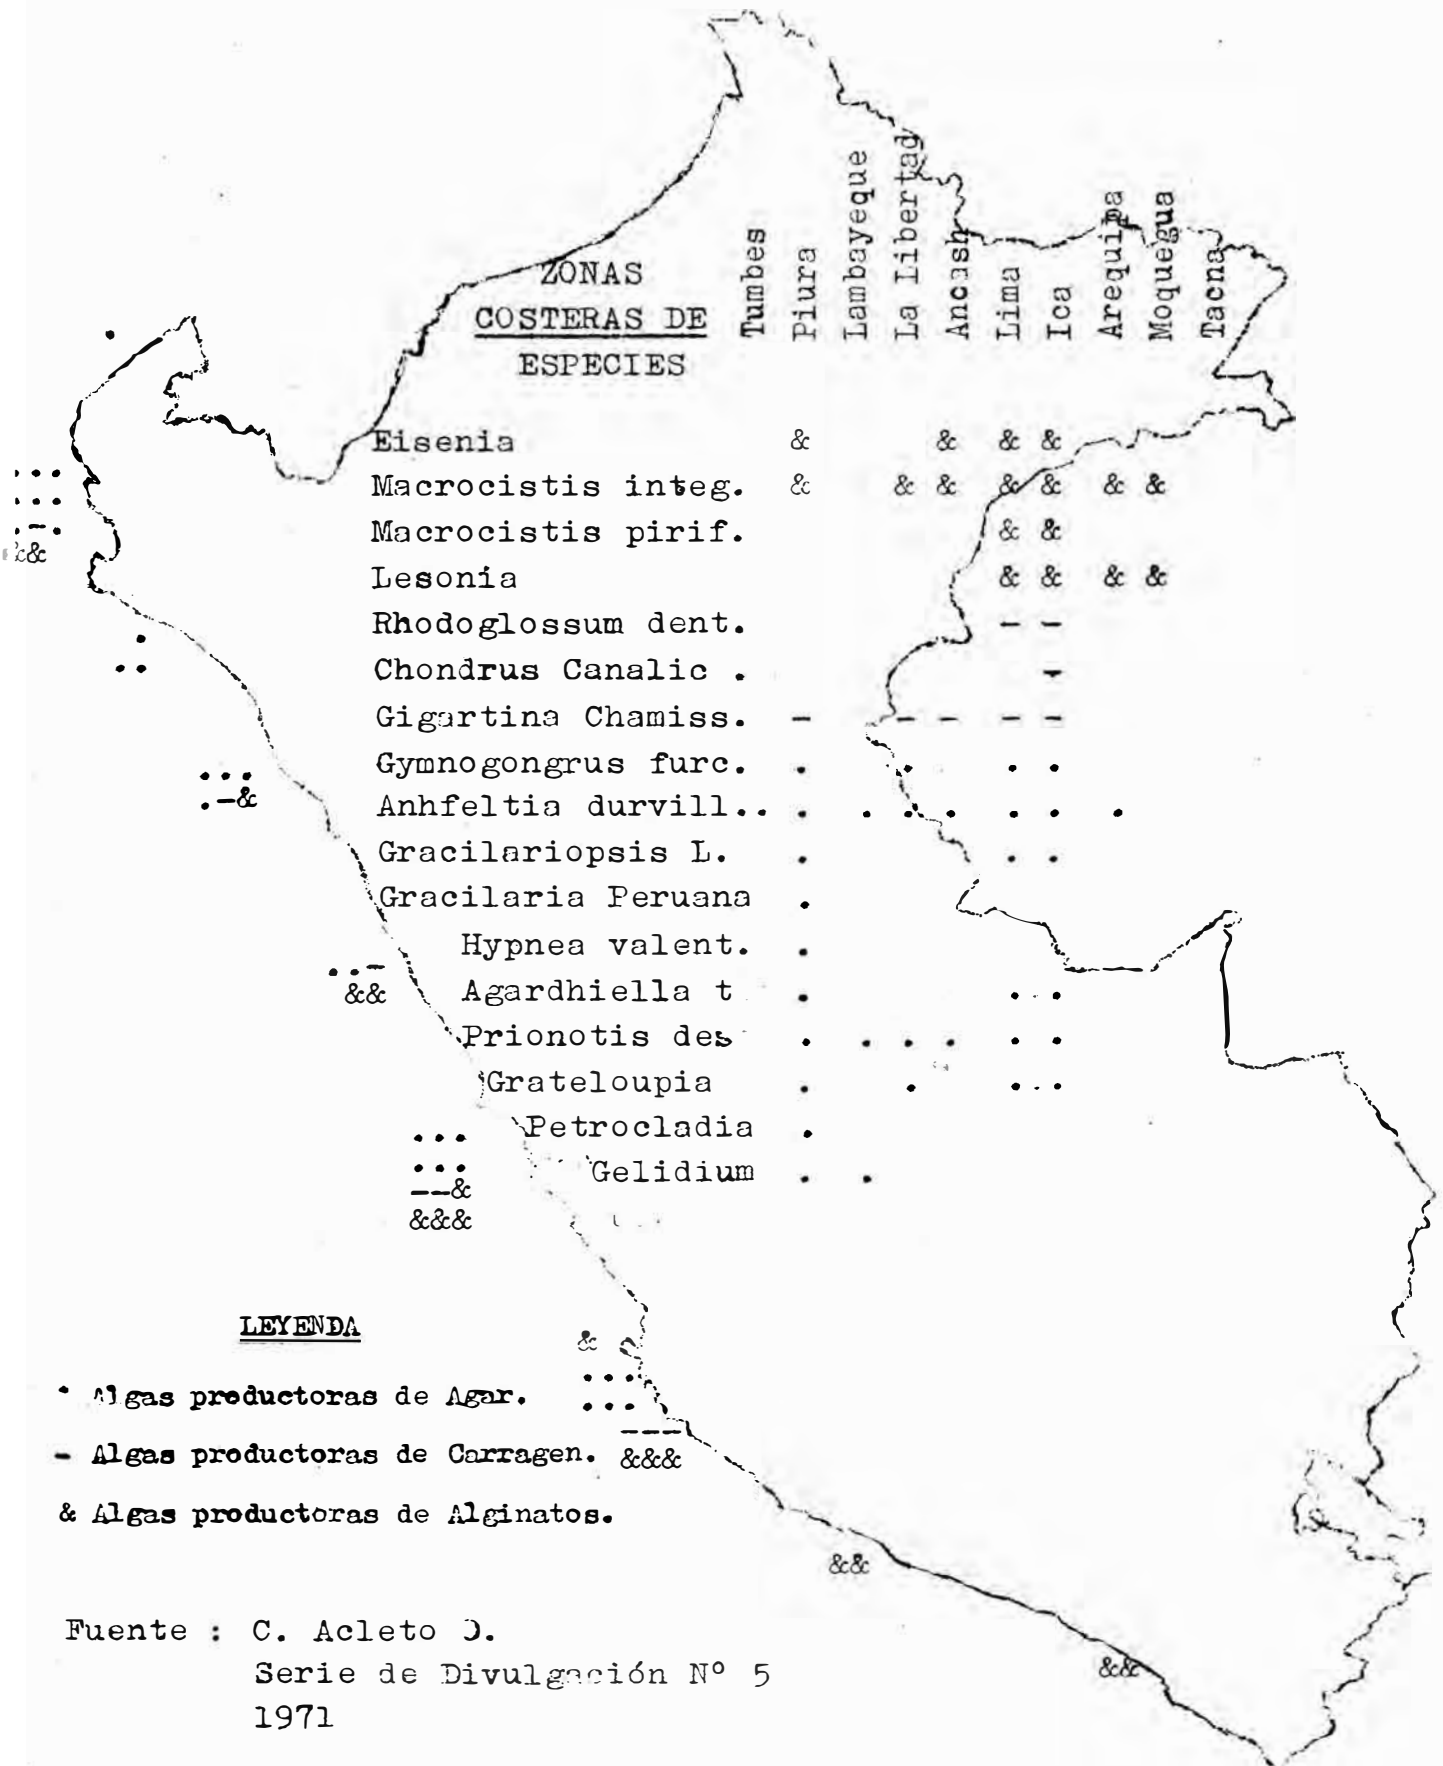 ZONAS
COSTERAS DE
ESPECIES
Tumbes
Piura
Lambayeque
La Libertad
Ancash
Lima
Ica
Arequipa
Moquegua
Tacna
Eisenia & & & &
Macrocistis integ. & & & & & & &
Macrocistis pirif. & &
Lesonia & & & &
Rhodoglossum dent. - -
Chondrus Canalic . -
Gigartina Chamiss. - - - - -
Gymnogongrus furc. . . . .
Anhfeltia durvill.. . . . . . . .
Gracilariopsis L. . . .
Gracilaria Peruana .
Hypnea valent. .
Agardhiella t . . .
Prionotis des . . . . . .
Grateloupia . . . .
Petrocladia .
Gelidium . .
.
. . .
. . .
. - .
&&
.
. .
. . .
. -&
. . -
&&
. . .
. . .
--&
&&&
&
. . .
. . .
---
&&&
&&
&&
LEYENDA
• Algas productoras de Agar.
- Algas productoras de Carragen.
& Algas productoras de Alginatos.
Fuente : C. Acleto O.
Serie de Divulgación Nº 5
1971